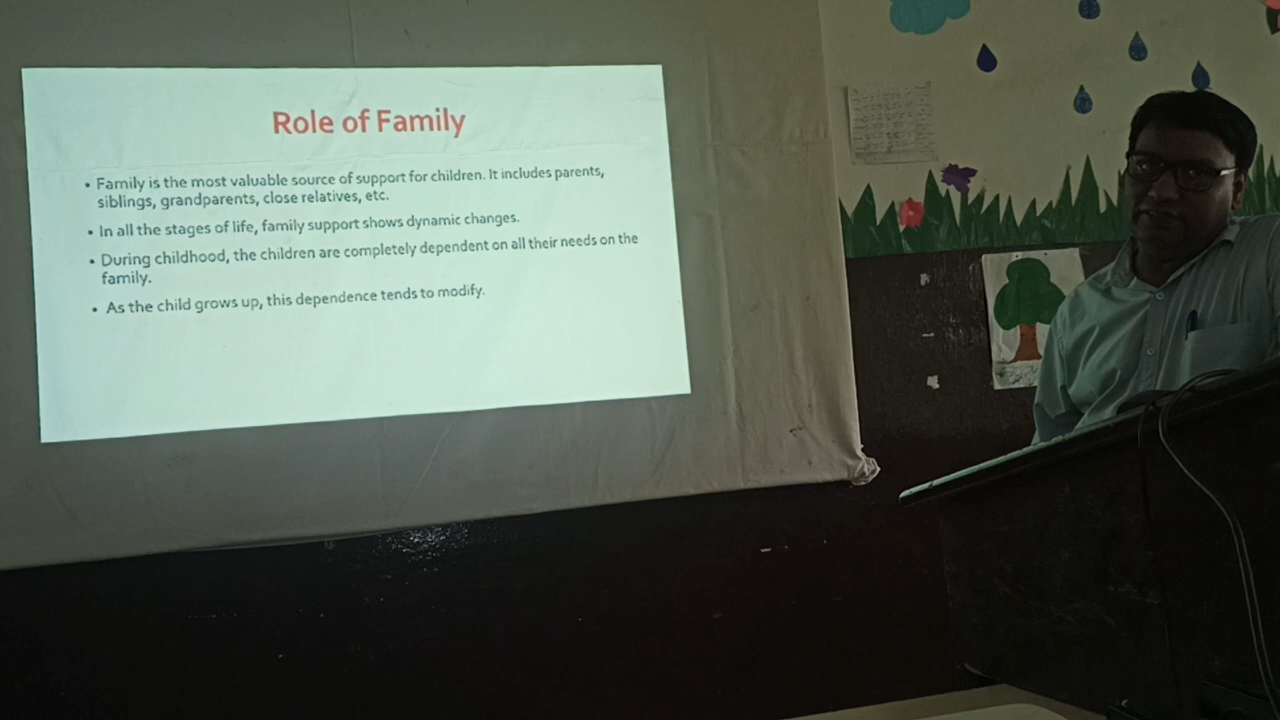 Role of Family
• Family is the most valuable source of support for children. It includes parents,
siblings, grandparents, close relatives, etc.
• In all the stages of life, family support shows dynamic changes.
• During childhood, the children are completely dependent on all their needs on the
family.
• As the child grows up, this dependence tends to modify.